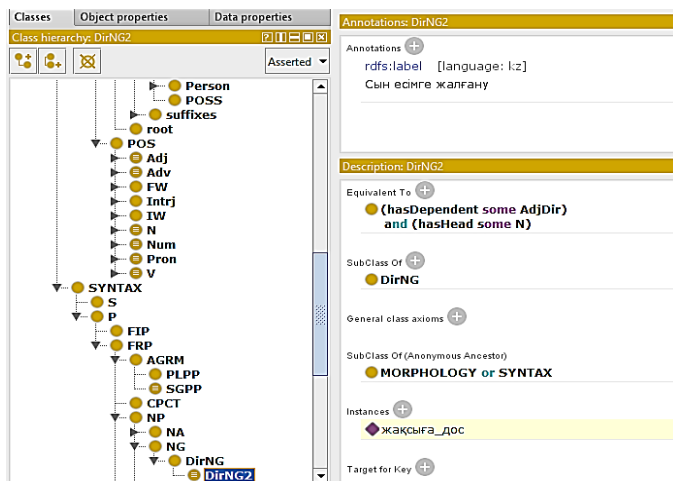 Classes Object properties Data properties
Class hierarchy: DirNG2
Asserted
Person
POSS
suffixes
root
POS
Adj
Adv
FW
Intrj
IW
N
Num
Pron
V
SYNTAX
S
P
FIP
FRP
AGRM
PLPP
SGPP
CPCT
NP
NA
NG
DirNG
DirNG2
Annotations: DirNG2
Annotations
rdfs:label [language: kz]
Сын есімге жалғану
Description: DirNG2
Equivalent To
(hasDependent some AdjDir)
and (hasHead some N)
SubClass Of
DirNG
General class axioms
SubClass Of (Anonymous Ancestor)
MORPHOLOGY or SYNTAX
Instances
жақсыға_дос
Target for Key